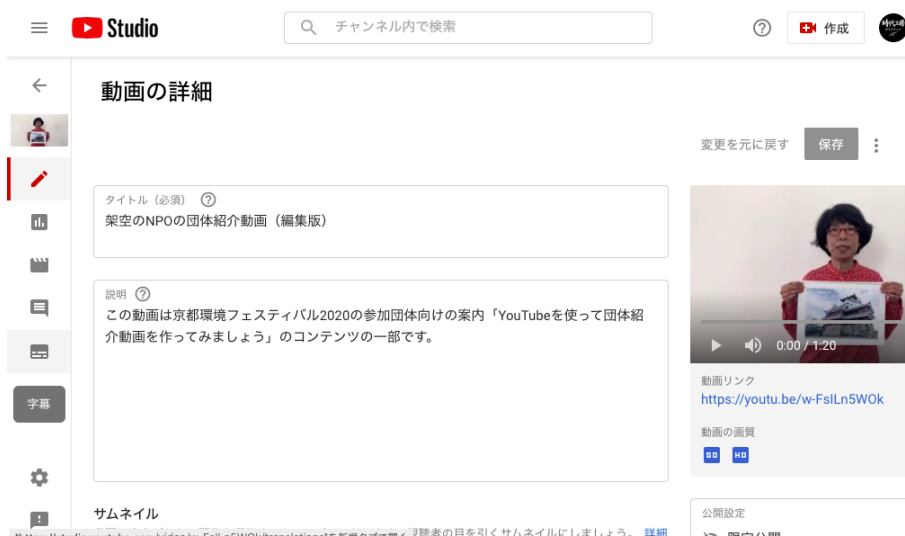 Studio
チャンネル内で検索
作成
動画の詳細
変更を元に戻す
保存
タイトル（必須）
架空のNPOの団体紹介動画（編集版）
説明
この動画は京都環境フェスティバル2020の参加団体向けの案内「YouTubeを使って団体紹
介動画を作ってみましょう」のコンテンツの一部です。
0:00 / 1:20
動画リンク
https://youtu.be/w-FsILn5WOk
動画の画質
SD HD
字幕
サムネイル
視聴者の目を引くサムネイルにしましょう。 詳細
公開設定
限定公開